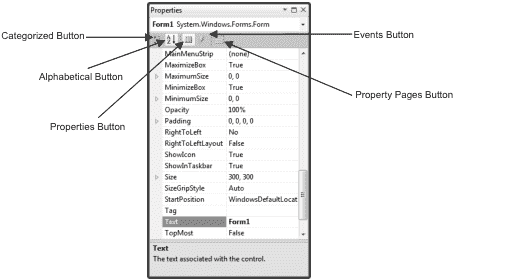 Properties
Form1 System.Windows.Forms.Form
Categorized Button
Events Button
Alphabetical Button
Property Pages Button
Properties Button
MainMenuStrip (none)
MaximizeBox True
MaximumSize 0, 0
MinimizeBox True
MinimumSize 0, 0
Opacity 100%
Padding 0, 0, 0, 0
RightToLeft No
RightToLeftLayout False
ShowIcon True
ShowInTaskbar True
Size 300, 300
SizeGripStyle Auto
StartPosition WindowsDefaultLocat
Tag
Text Form1
TopMost False
Text
The text associated with the control.